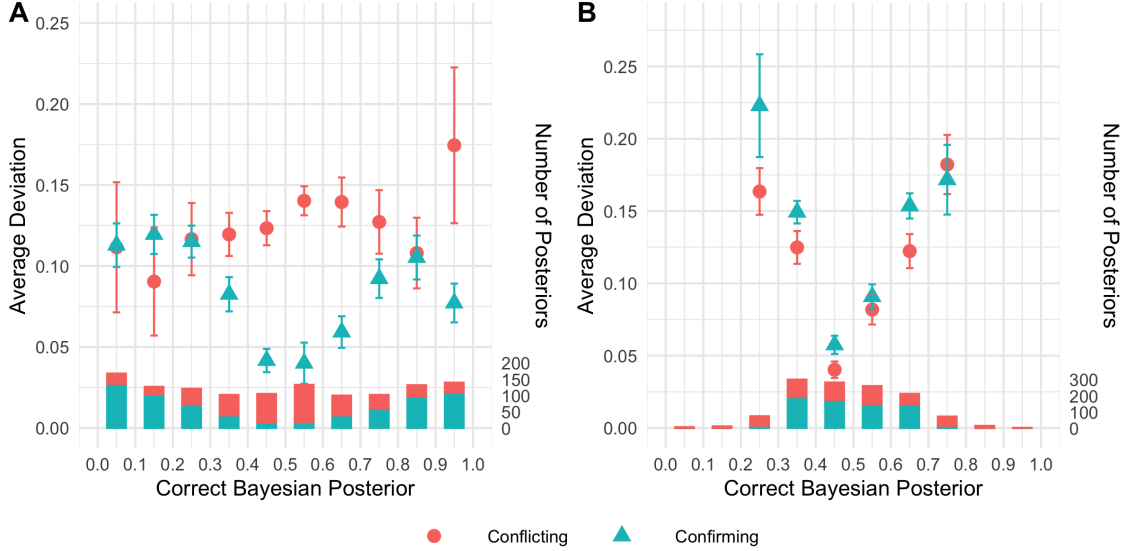 A
Average Deviation
0.25
0.20
0.15
0.10
0.05
0.00
Number of Posteriors
200
150
100
50
0
0.0 0.1 0.2 0.3 0.4 0.5 0.6 0.7 0.8 0.9 1.0
Correct Bayesian Posterior
B
Average Deviation
0.25
0.20
0.15
0.10
0.05
0.00
Number of Posteriors
300
200
100
0
0.0 0.1 0.2 0.3 0.4 0.5 0.6 0.7 0.8 0.9 1.0
Correct Bayesian Posterior
Conflicting Confirming